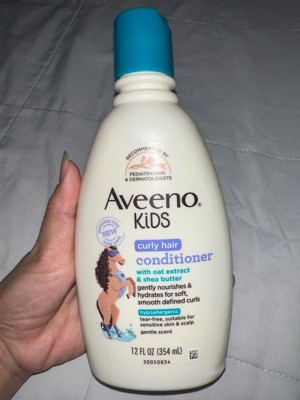 RECOMMENDED BY
PEDIATRICIANS
& DERMATOLOGISTS
Aveeno®
KiDS
NEW
curly hair
conditioner
with oat extract
& shea butter
gently nourishes &
hydrates for soft,
smooth defined curls
hypoallergenic
tear-free, suitable for
sensitive skin & scalp
gentle scent
12 FL OZ (354 mL)
30050834